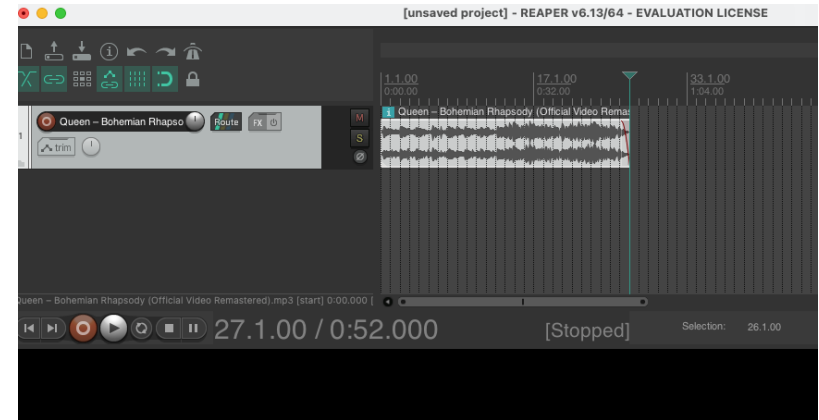 [unsaved project] - REAPER v6.13/64 - EVALUATION LICENSE
1.1.00
0:00.00
17.1.00
0:32.00
33.1.00
1:04.00
1
Queen – Bohemian Rhapso
Route
FX
M
trim
S
i Queen – Bohemian Rhapsody (Official Video Remas
Queen – Bohemian Rhapsody (Official Video Remastered).mp3 [start] 0:00.000 [
27.1.00 / 0:52.000
[Stopped]
Selection:
26.1.00